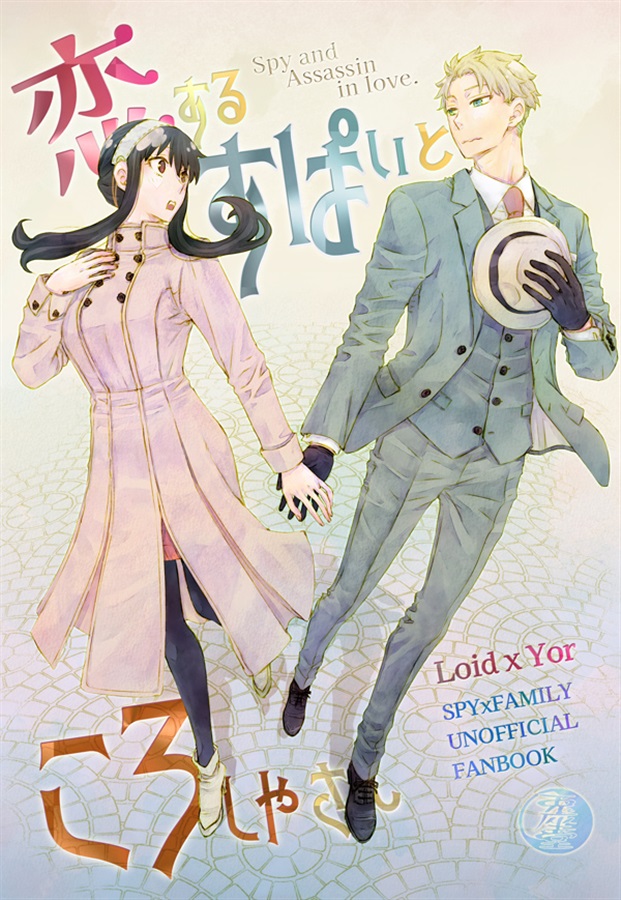 恋する
Spy and
Assassin
in love.
すぱいと
ころしやさん
Loid x Yor
SPYxFAMILY
UNOFFICIAL
FANBOOK